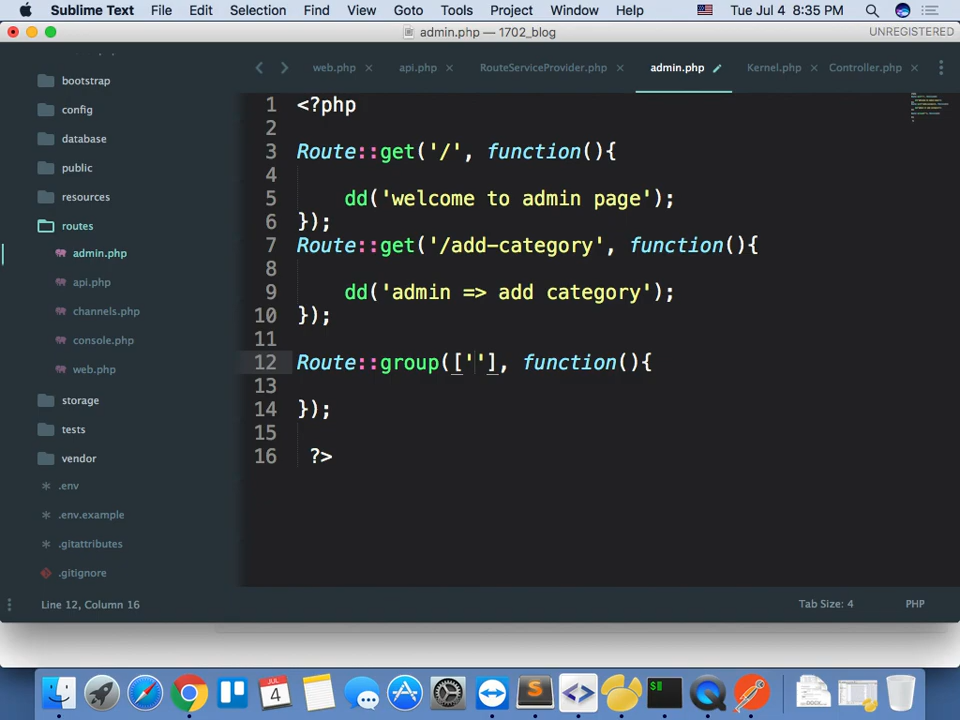 Sublime Text File Edit Selection Find View Goto Tools Project Window Help Tue Jul 4 8:35 PM
admin.php — 1702_blog UNREGISTERED
web.php × api.php × RouteServiceProvider.php × admin.php Kernel.php × Controller.php ×
bootstrap
config
database
public
resources
routes
admin.php
api.php
channels.php
console.php
web.php
storage
tests
vendor
.env
.env.example
.gitattributes
.gitignore
1 <?php
2
3 Route::get('/', function(){
4
5 dd('welcome to admin page');
6 });
7 Route::get('/add-category', function(){
8
9 dd('admin => add category');
10 });
11
12 Route::group([''], function(){
13
14 });
15
16 ?>
Line 12, Column 16 Tab Size: 4 PHP